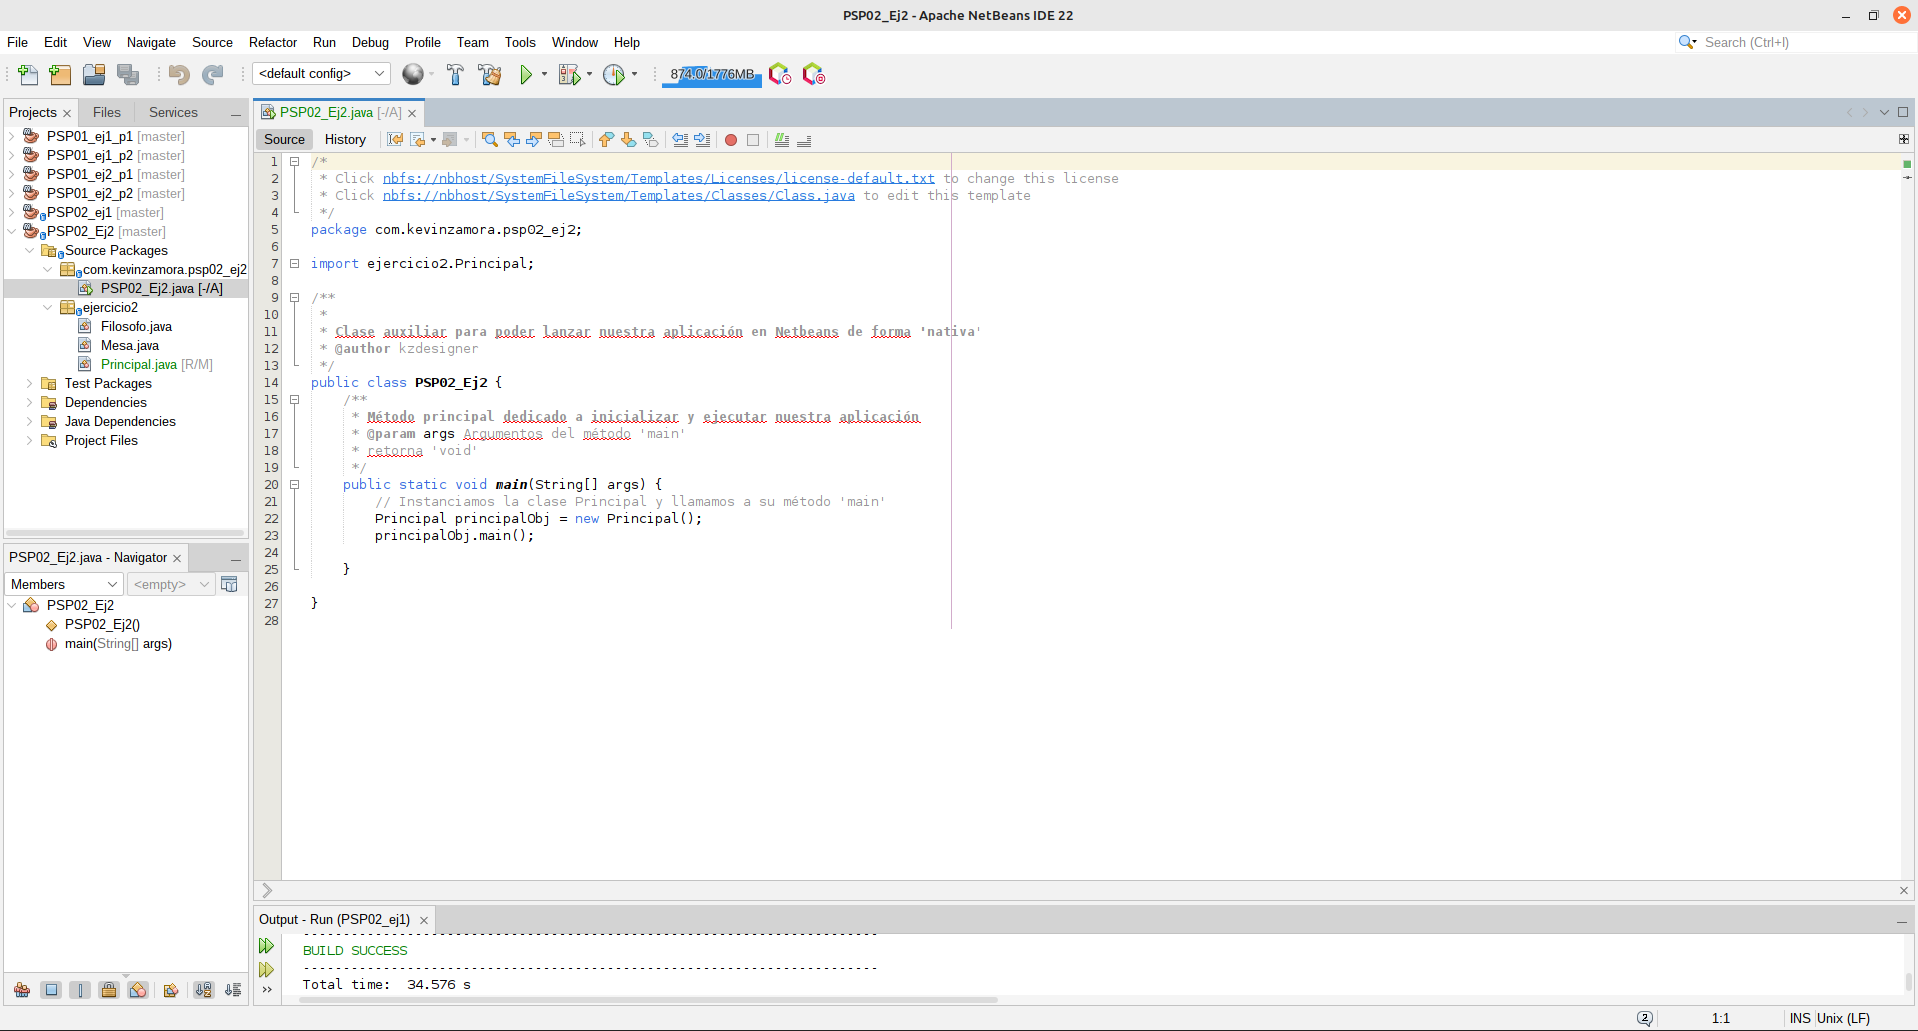 PSP02_Ej2 - Apache NetBeans IDE 22
File Edit View Navigate Source Refactor Run Debug Profile Team Tools Window Help
Search (Ctrl+I)
<default config>
874.0/1776MB
Projects
Files
Services
PSP01_ej1_p1 [master]
PSP01_ej1_p2 [master]
PSP01_ej2_p1 [master]
PSP01_ej2_p2 [master]
PSP02_ej1 [master]
PSP02_Ej2 [master]
Source Packages
com.kevinzamora.psp02_ej2
PSP02_Ej2.java [-/A]
ejercicio2
Filosofo.java
Mesa.java
Principal.java [R/M]
Test Packages
Dependencies
Java Dependencies
Project Files
PSP02_Ej2.java - Navigator
Members
<empty>
PSP02_Ej2
PSP02_Ej2()
main(String[] args)
PSP02_Ej2.java [-/A]
Source History
1 /*
2 * Click nbfs://nbhost/SystemFileSystem/Templates/Licenses/license-default.txt to change this license
3 * Click nbfs://nbhost/SystemFileSystem/Templates/Classes/Class.java to edit this template
4 */
5 package com.kevinzamora.psp02_ej2;
6
7 import ejercicio2.Principal;
8
9 /**
10 *
11 * Clase auxiliar para poder lanzar nuestra aplicación en Netbeans de forma 'nativa'
12 * @author kzdesigner
13 */
14 public class PSP02_Ej2 {
15 /**
16 * Método principal dedicado a inicializar y ejecutar nuestra aplicación
17 * @param args Argumentos del método 'main'
18 * retorna 'void'
19 */
20 public static void main(String[] args) {
21 // Instanciamos la clase Principal y llamamos a su método 'main'
22 Principal principalObj = new Principal();
23 principalObj.main();
24
25 }
26
27 }
28
Output - Run (PSP02_ej1)
------------------------------------------------------------------------
BUILD SUCCESS
------------------------------------------------------------------------
Total time:  34.576 s
2
1:1
INS
Unix (LF)